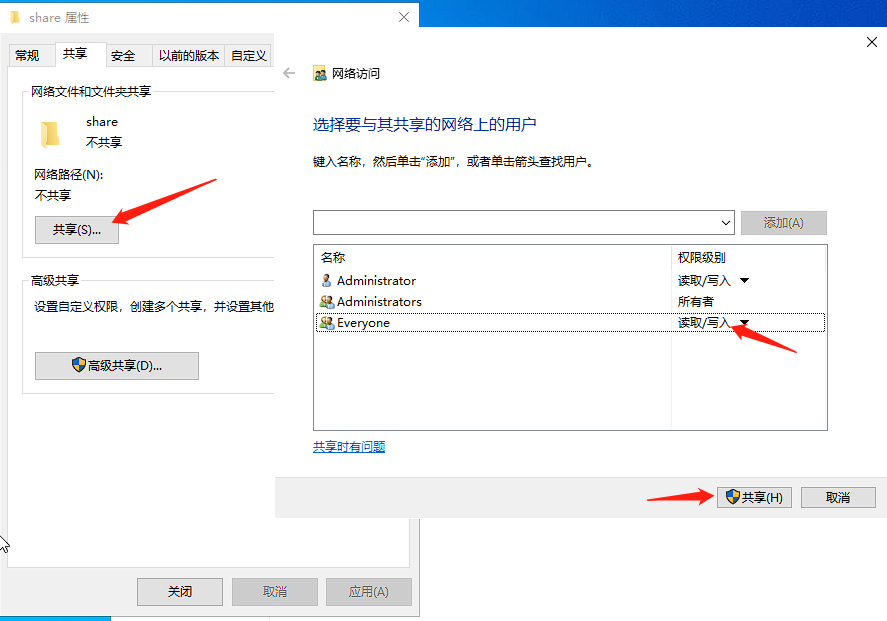 share 属性
常规
共享
安全
以前的版本
自定义
网络文件和文件夹共享
share
不共享
网络路径(N):
不共享
共享(S)...
高级共享
设置自定义权限，创建多个共享，并设置其他
高级共享(D)...
关闭
取消
应用(A)
网络访问
选择要与其共享的网络上的用户
键入名称，然后单击“添加”，或者单击箭头查找用户。
添加(A)
名称
权限级别
Administrator
读取/写入
Administrators
所有者
Everyone
读取/写入
共享时有问题
共享(H)
取消